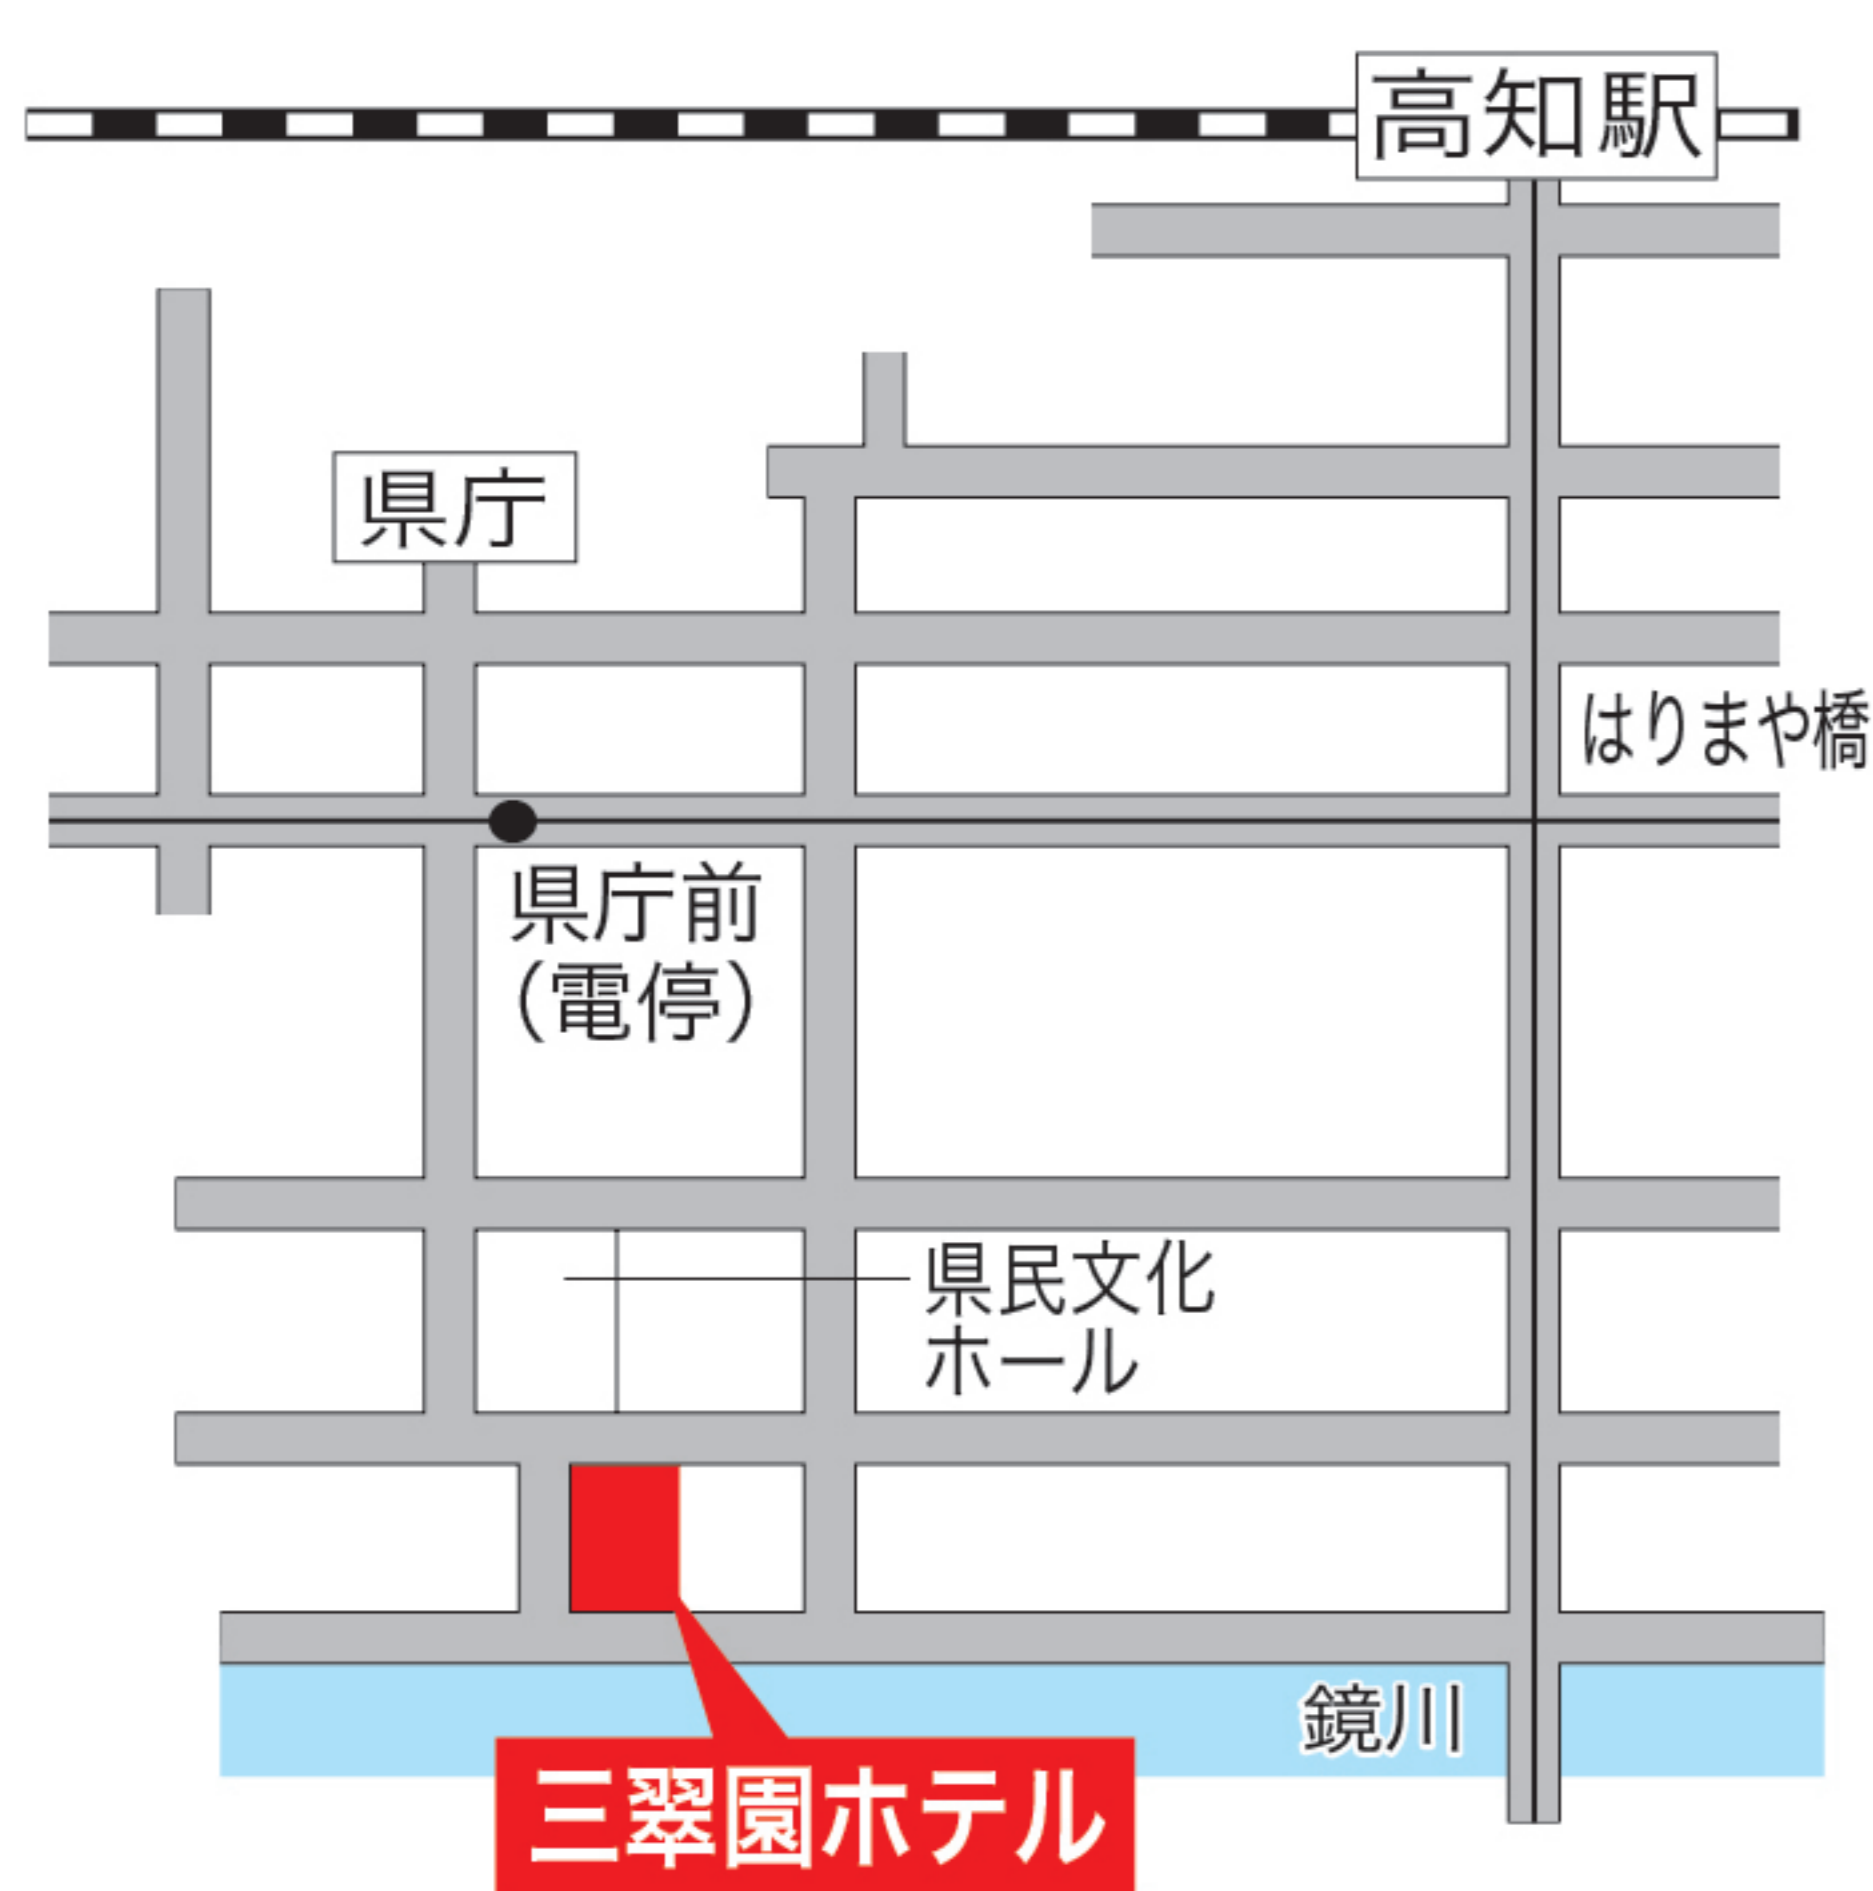 高知駅
県庁
はりまや橋
県庁前
（電停）
県民文化
ホール
鏡川
三翠園ホテル